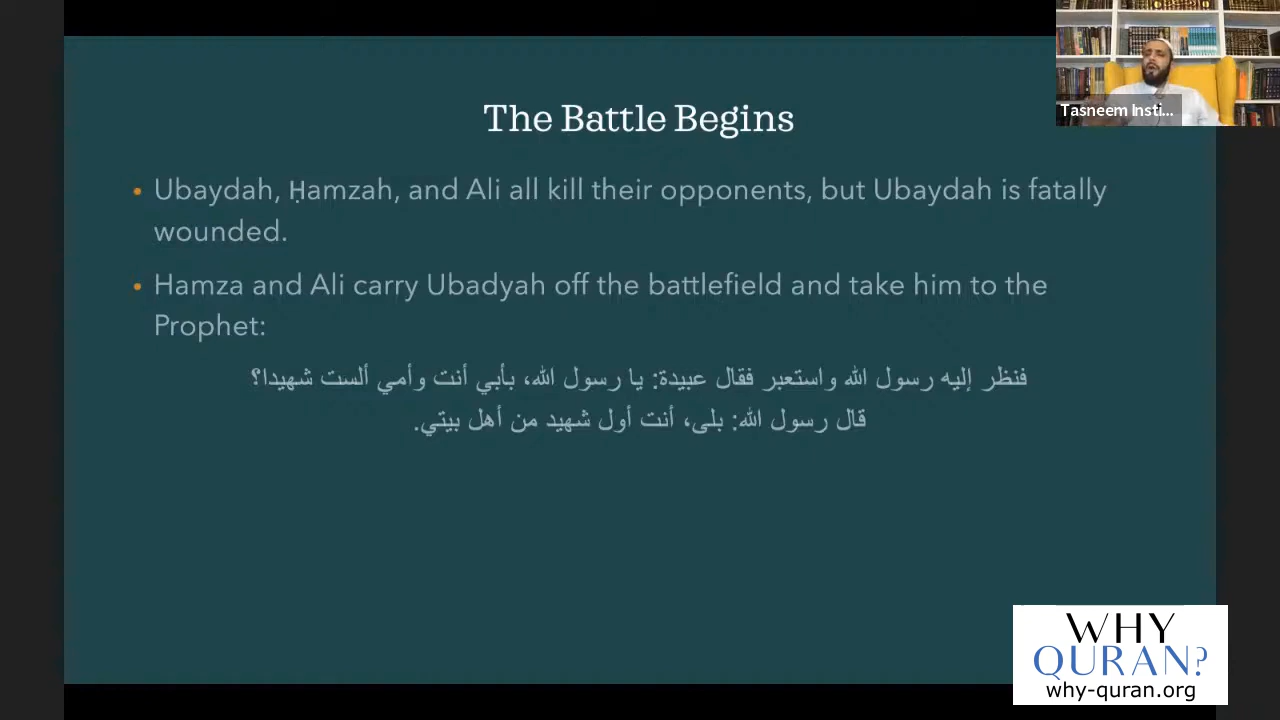 The Battle Begins
Tasneem Insti...
• Ubaydah, Ḥamzah, and Ali all kill their opponents, but Ubaydah is fatally
wounded.
• Hamza and Ali carry Ubadyah off the battlefield and take him to the
Prophet:
فنظر إليه رسول الله واستعبر فقال عبيدة: يا رسول الله، بأبي أنت وأمي ألست شهيدا؟
قال رسول الله: بلى، أنت أول شهيد من أهل بيتي.
WHY
QURAN?
why-quran.org